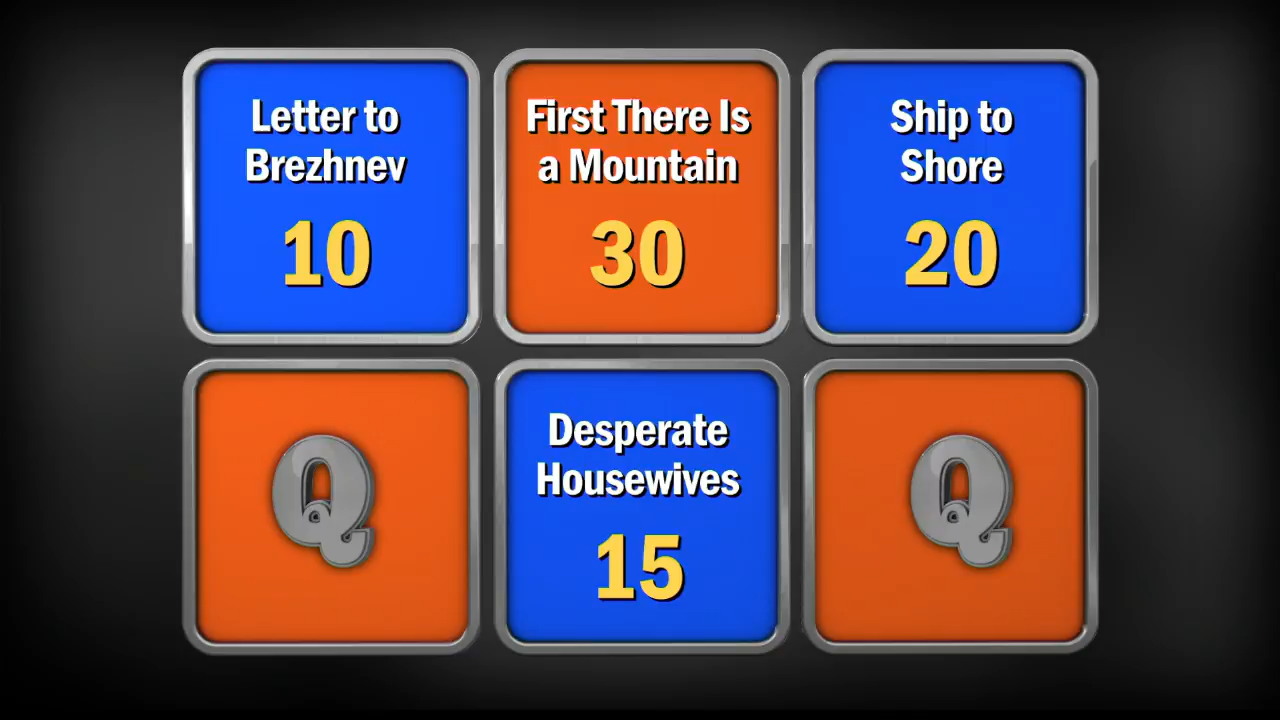 Letter to
Brezhnev
10
First There Is
a Mountain
30
Ship to
Shore
20
Q
Desperate
Housewives
15
Q